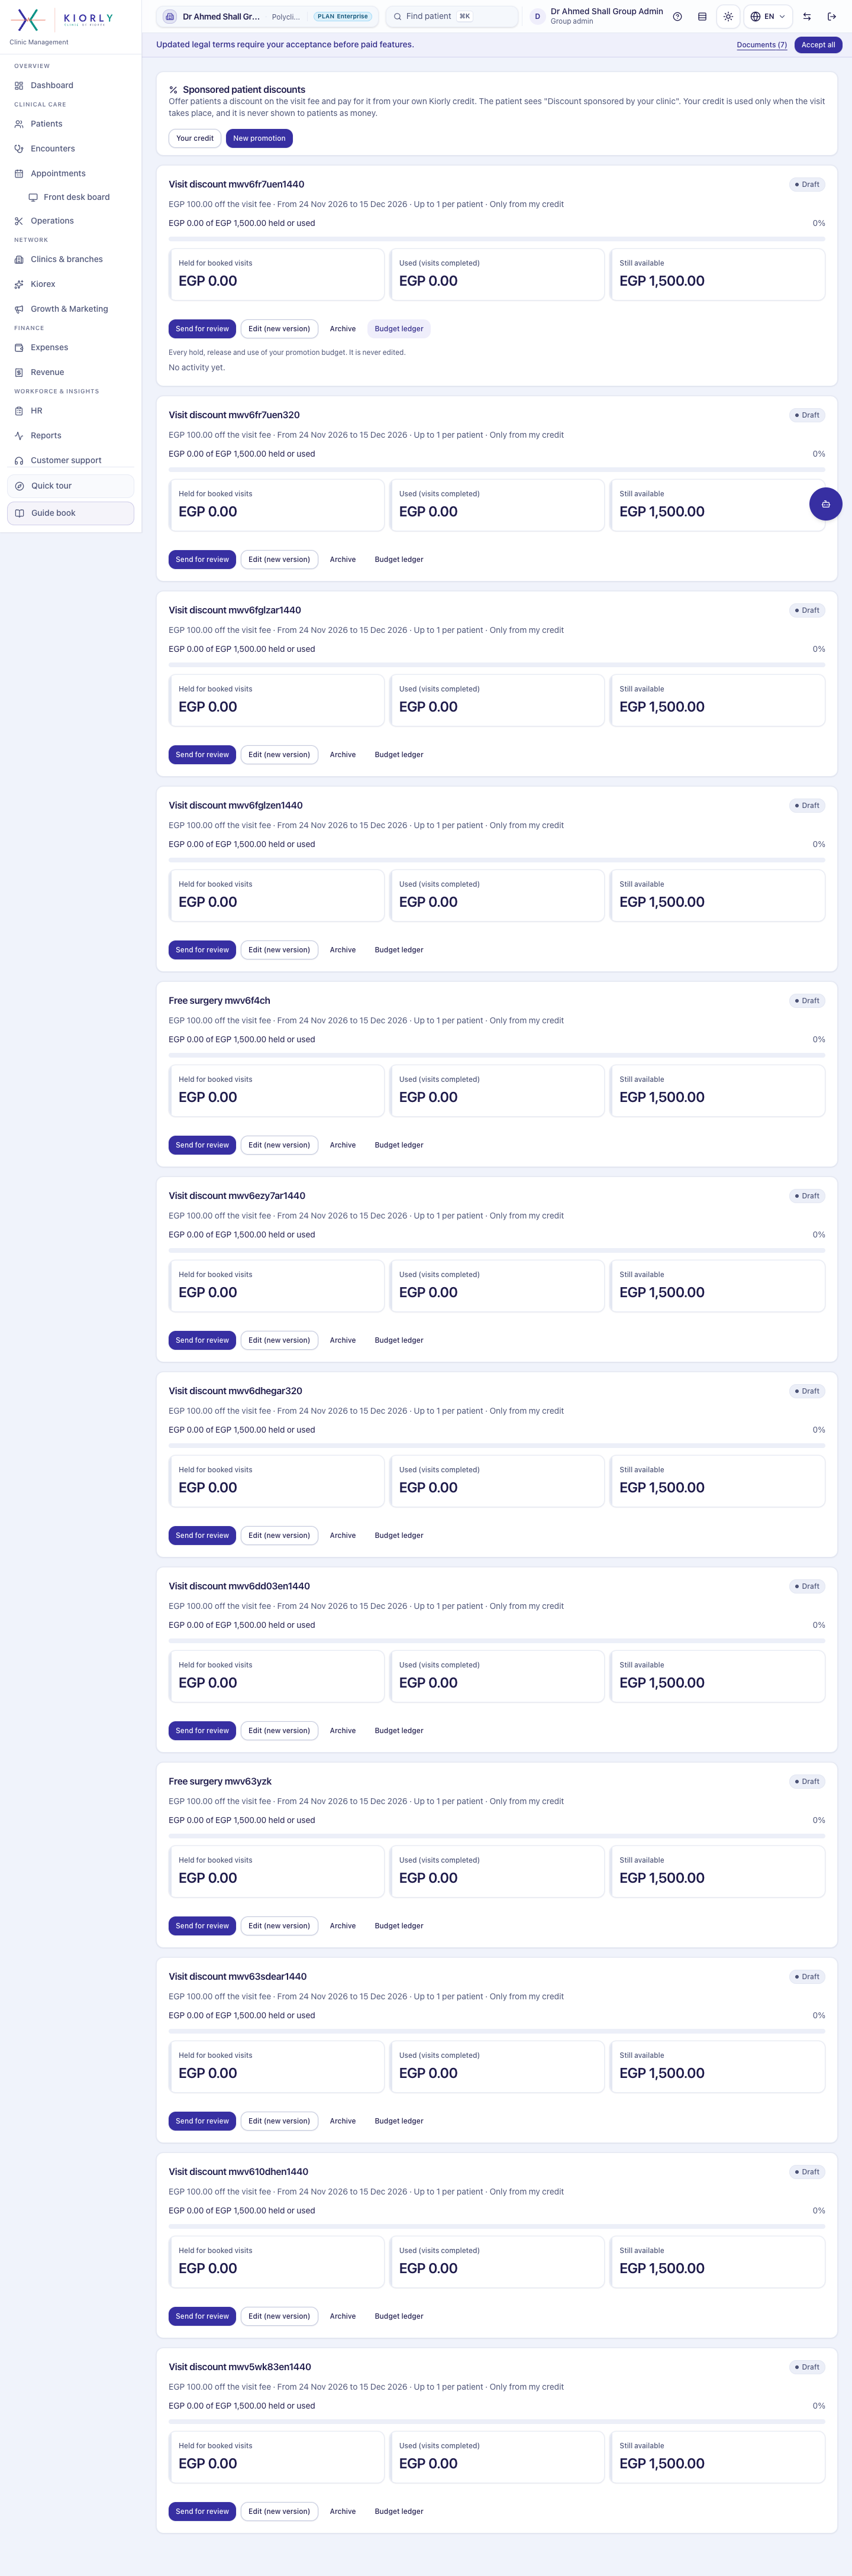 KIORLY
CLINIC BY KIOREX
Clinic Management
OVERVIEW
Dashboard
CLINICAL CARE
Patients
Encounters
Appointments
Front desk board
Operations
NETWORK
Clinics & branches
Kiorex
Growth & Marketing
FINANCE
Expenses
Revenue
WORKFORCE & INSIGHTS
HR
Reports
Customer support
Quick tour
Guide book
Dr Ahmed Shall Gr... Polycli... PLAN Enterprise
Find patient ⌘K
D
Dr Ahmed Shall Group Admin
Group admin
EN
Updated legal terms require your acceptance before paid features.
Documents (7)
Accept all
Sponsored patient discounts
Offer patients a discount on the visit fee and pay for it from your own Kiorly credit. The patient sees "Discount sponsored by your clinic". Your credit is used only when the visit
takes place, and it is never shown to patients as money.
Your credit New promotion
Visit discount mwv6fr7uen1440 Draft
EGP 100.00 off the visit fee · From 24 Nov 2026 to 15 Dec 2026 · Up to 1 per patient · Only from my credit
EGP 0.00 of EGP 1,500.00 held or used 0%
Held for booked visits Used (visits completed) Still available
EGP 0.00 EGP 0.00 EGP 1,500.00
Send for review Edit (new version) Archive Budget ledger
Every hold, release and use of your promotion budget. It is never edited.
No activity yet.
Visit discount mwv6fr7uen320 Draft
EGP 100.00 off the visit fee · From 24 Nov 2026 to 15 Dec 2026 · Up to 1 per patient · Only from my credit
EGP 0.00 of EGP 1,500.00 held or used 0%
Held for booked visits Used (visits completed) Still available
EGP 0.00 EGP 0.00 EGP 1,500.00
Send for review Edit (new version) Archive Budget ledger
Visit discount mwv6fglzar1440 Draft
EGP 100.00 off the visit fee · From 24 Nov 2026 to 15 Dec 2026 · Up to 1 per patient · Only from my credit
EGP 0.00 of EGP 1,500.00 held or used 0%
Held for booked visits Used (visits completed) Still available
EGP 0.00 EGP 0.00 EGP 1,500.00
Send for review Edit (new version) Archive Budget ledger
Visit discount mwv6fglzen1440 Draft
EGP 100.00 off the visit fee · From 24 Nov 2026 to 15 Dec 2026 · Up to 1 per patient · Only from my credit
EGP 0.00 of EGP 1,500.00 held or used 0%
Held for booked visits Used (visits completed) Still available
EGP 0.00 EGP 0.00 EGP 1,500.00
Send for review Edit (new version) Archive Budget ledger
Free surgery mwv6f4ch Draft
EGP 100.00 off the visit fee · From 24 Nov 2026 to 15 Dec 2026 · Up to 1 per patient · Only from my credit
EGP 0.00 of EGP 1,500.00 held or used 0%
Held for booked visits Used (visits completed) Still available
EGP 0.00 EGP 0.00 EGP 1,500.00
Send for review Edit (new version) Archive Budget ledger
Visit discount mwv6ezy7ar1440 Draft
EGP 100.00 off the visit fee · From 24 Nov 2026 to 15 Dec 2026 · Up to 1 per patient · Only from my credit
EGP 0.00 of EGP 1,500.00 held or used 0%
Held for booked visits Used (visits completed) Still available
EGP 0.00 EGP 0.00 EGP 1,500.00
Send for review Edit (new version) Archive Budget ledger
Visit discount mwv6dhegar320 Draft
EGP 100.00 off the visit fee · From 24 Nov 2026 to 15 Dec 2026 · Up to 1 per patient · Only from my credit
EGP 0.00 of EGP 1,500.00 held or used 0%
Held for booked visits Used (visits completed) Still available
EGP 0.00 EGP 0.00 EGP 1,500.00
Send for review Edit (new version) Archive Budget ledger
Visit discount mwv6dd03en1440 Draft
EGP 100.00 off the visit fee · From 24 Nov 2026 to 15 Dec 2026 · Up to 1 per patient · Only from my credit
EGP 0.00 of EGP 1,500.00 held or used 0%
Held for booked visits Used (visits completed) Still available
EGP 0.00 EGP 0.00 EGP 1,500.00
Send for review Edit (new version) Archive Budget ledger
Free surgery mwv63yzk Draft
EGP 100.00 off the visit fee · From 24 Nov 2026 to 15 Dec 2026 · Up to 1 per patient · Only from my credit
EGP 0.00 of EGP 1,500.00 held or used 0%
Held for booked visits Used (visits completed) Still available
EGP 0.00 EGP 0.00 EGP 1,500.00
Send for review Edit (new version) Archive Budget ledger
Visit discount mwv63sdear1440 Draft
EGP 100.00 off the visit fee · From 24 Nov 2026 to 15 Dec 2026 · Up to 1 per patient · Only from my credit
EGP 0.00 of EGP 1,500.00 held or used 0%
Held for booked visits Used (visits completed) Still available
EGP 0.00 EGP 0.00 EGP 1,500.00
Send for review Edit (new version) Archive Budget ledger
Visit discount mwv610dhen1440 Draft
EGP 100.00 off the visit fee · From 24 Nov 2026 to 15 Dec 2026 · Up to 1 per patient · Only from my credit
EGP 0.00 of EGP 1,500.00 held or used 0%
Held for booked visits Used (visits completed) Still available
EGP 0.00 EGP 0.00 EGP 1,500.00
Send for review Edit (new version) Archive Budget ledger
Visit discount mwv5wk83en1440 Draft
EGP 100.00 off the visit fee · From 24 Nov 2026 to 15 Dec 2026 · Up to 1 per patient · Only from my credit
EGP 0.00 of EGP 1,500.00 held or used 0%
Held for booked visits Used (visits completed) Still available
EGP 0.00 EGP 0.00 EGP 1,500.00
Send for review Edit (new version) Archive Budget ledger